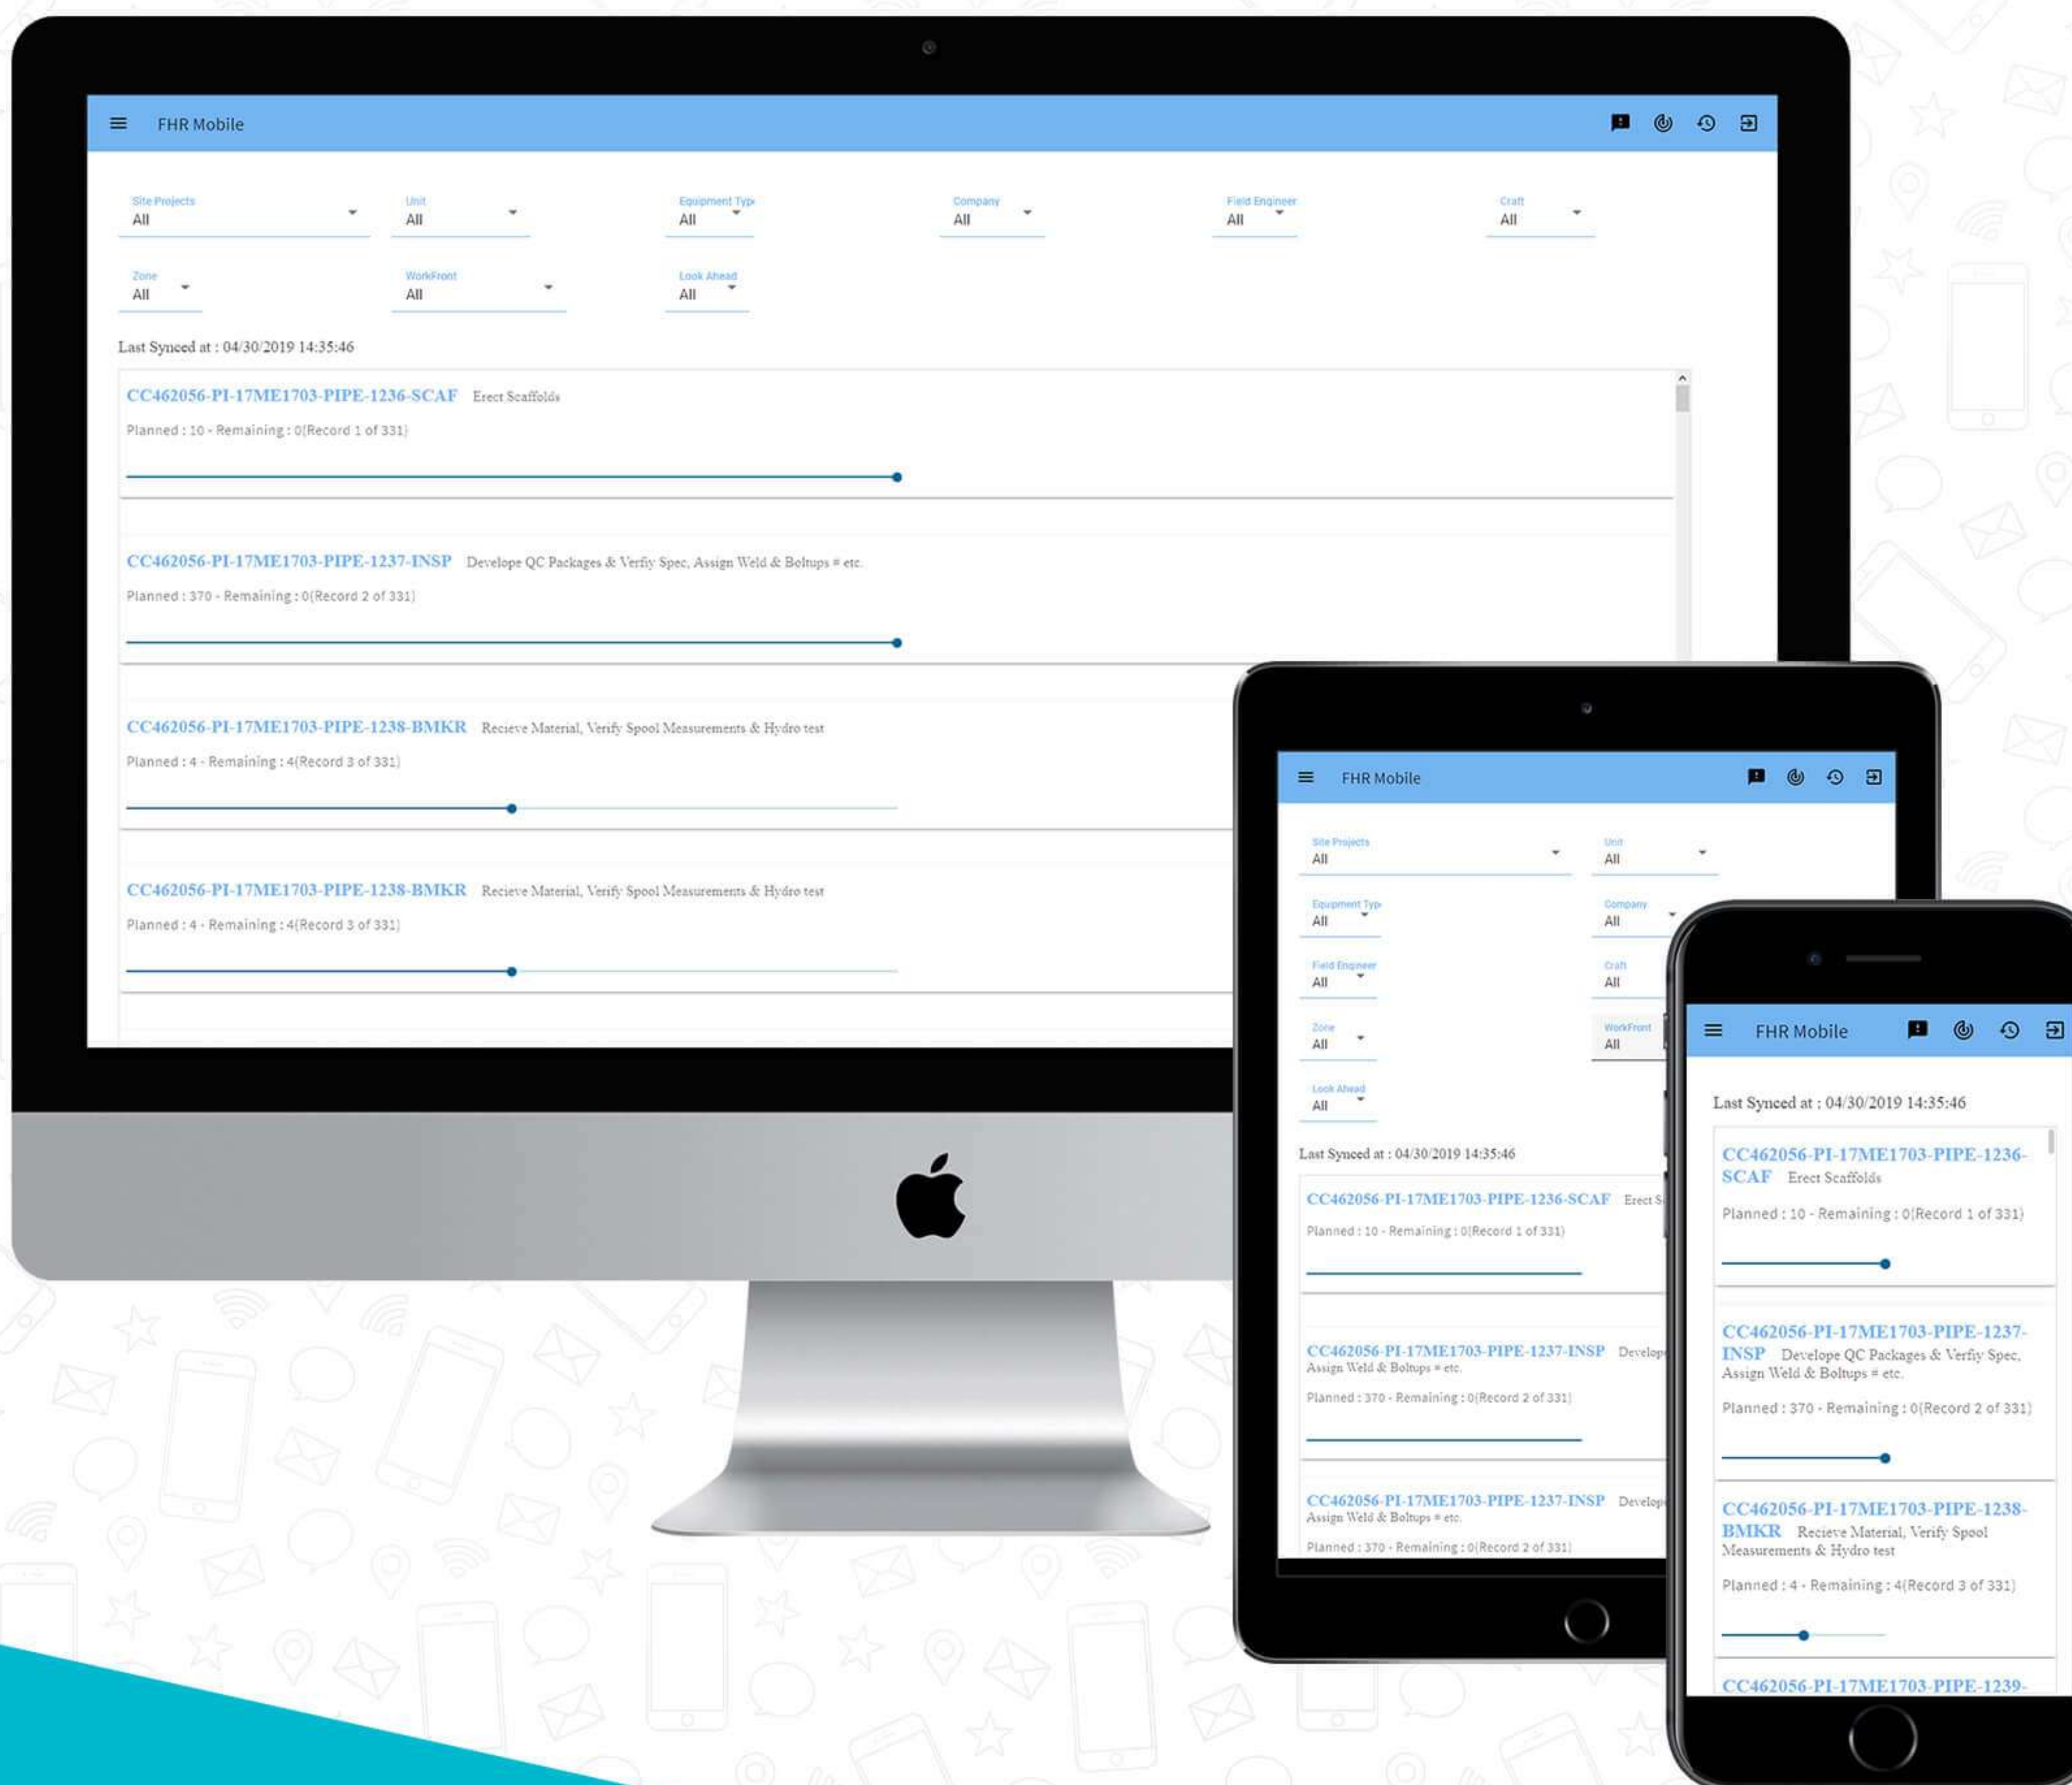 FHR Mobile
Site Projects
All
Unit
All
Equipment Type
All
Company
All
Field Engineer
All
Craft
All
Zone
All
WorkFront
All
Look Ahead
All
Last Synced at : 04/30/2019 14:35:46
CC462056-PI-17ME1703-PIPE-1236-SCAF Erect Scaffolds
Planned : 10 - Remaining : 0(Record 1 of 331)
CC462056-PI-17ME1703-PIPE-1237-INSP Develope QC Packages & Verfiy Spec, Assign Weld & Boltups # etc.
Planned : 370 - Remaining : 0(Record 2 of 331)
CC462056-PI-17ME1703-PIPE-1238-BMKR Recieve Material, Verify Spool Measurements & Hydro test
Planned : 4 - Remaining : 4(Record 3 of 331)
CC462056-PI-17ME1703-PIPE-1238-BMKR Recieve Material, Verify Spool Measurements & Hydro test
Planned : 4 - Remaining : 4(Record 3 of 331)
FHR Mobile
Site Projects
All
Unit
All
Equipment Type
All
Company
All
Field Engineer
All
Craft
All
Zone
All
WorkFront
All
Look Ahead
All
Last Synced at : 04/30/2019 14:35:46
CC462056-PI-17ME1703-PIPE-1236-SCAF Erect S
Planned : 10 - Remaining : 0(Record 1 of 331)
CC462056-PI-17ME1703-PIPE-1237-INSP Develope
Assign Weld & Boltups # etc.
Planned : 370 - Remaining : 0(Record 2 of 331)
CC462056-PI-17ME1703-PIPE-1237-INSP Develope
Assign Weld & Boltups # etc.
Planned : 370 - Remaining : 0(Record 2 of 331)
FHR Mobile
Last Synced at : 04/30/2019 14:35:46
CC462056-PI-17ME1703-PIPE-1236-
SCAF Erect Scaffolds
Planned : 10 - Remaining : 0(Record 1 of 331)
CC462056-PI-17ME1703-PIPE-1237-
INSP Develope QC Packages & Verfiy Spec,
Assign Weld & Boltups # etc.
Planned : 370 - Remaining : 0(Record 2 of 331)
CC462056-PI-17ME1703-PIPE-1238-
BMKR Recieve Material, Verify Spool
Measurements & Hydro test
Planned : 4 - Remaining : 4(Record 3 of 331)
CC462056-PI-17ME1703-PIPE-1239-